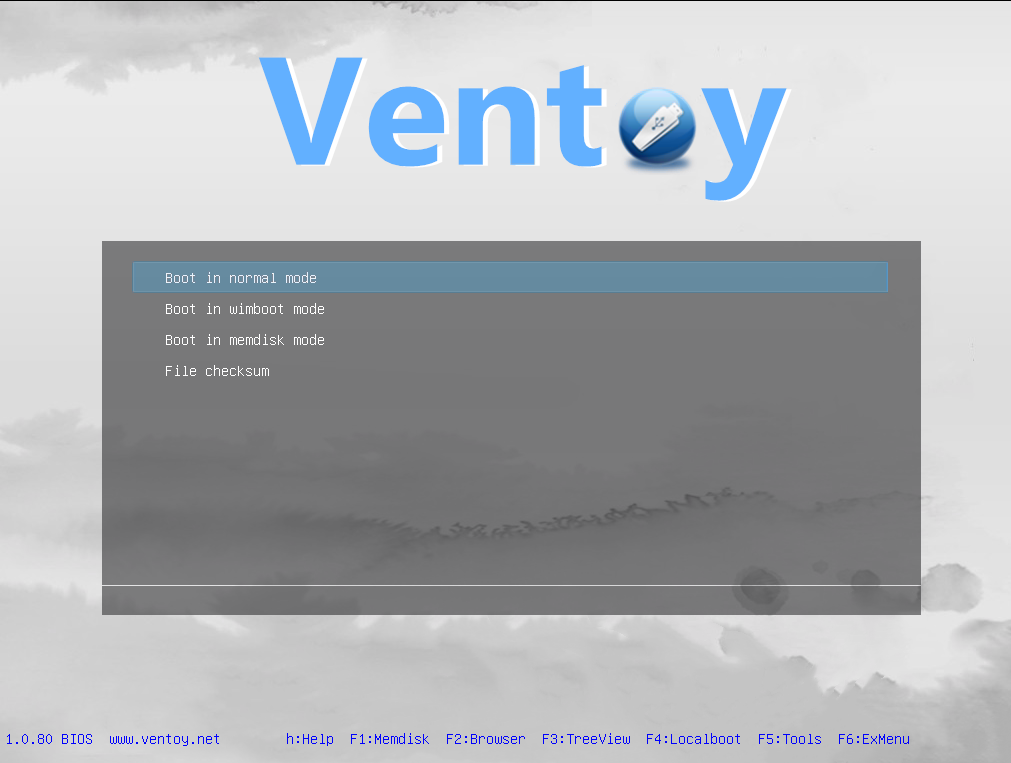 Ventoy
Boot in normal mode
Boot in wimboot mode
Boot in memdisk mode
File checksum
1.0.80 BIOS www.ventoy.net h:Help F1:Memdisk F2:Browser F3:TreeView F4:Localboot F5:Tools F6:ExMenu